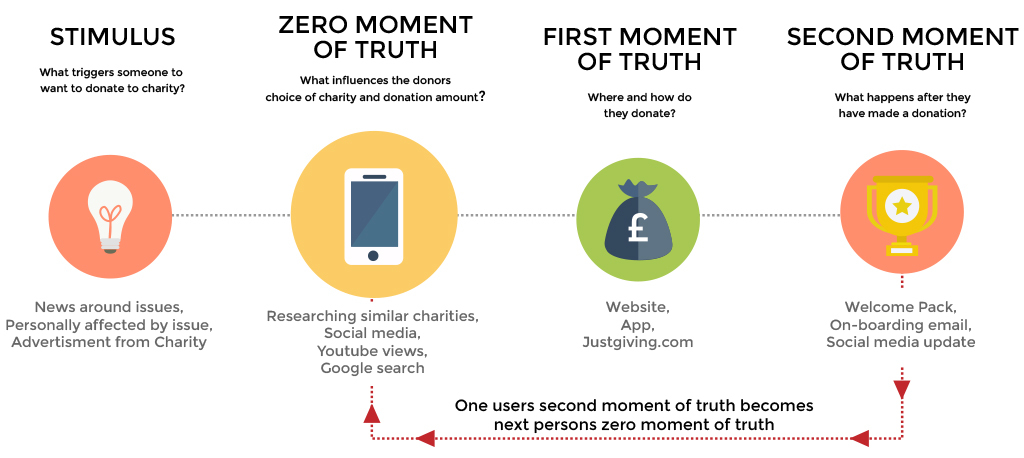 STIMULUS
What triggers someone to
want to donate to charity?
News around issues,
Personally affected by issue,
Advertisment from Charity
ZERO MOMENT
OF TRUTH
What influences the donors
choice of charity and donation amount?
Researching similar charities,
Social media,
Youtube views,
Google search
FIRST MOMENT
OF TRUTH
Where and how do
they donate?
£
Website,
App,
Justgiving.com
SECOND MOMENT
OF TRUTH
What happens after they
have made a donation?
Welcome Pack,
On-boarding email,
Social media update
One users second moment of truth becomes
next persons zero moment of truth